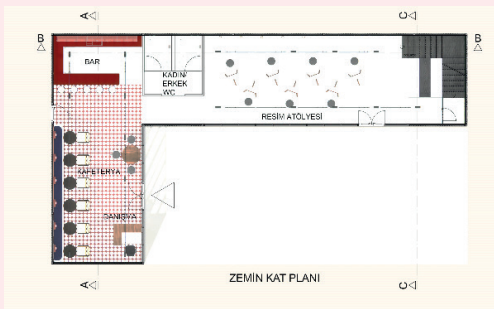 A
C
B
B
BAR
KADIN
ERKEK
WC
RESİM ATÖLYESİ
KAFETERYA
DANIŞMA
ZEMİN KAT PLANI
A
C